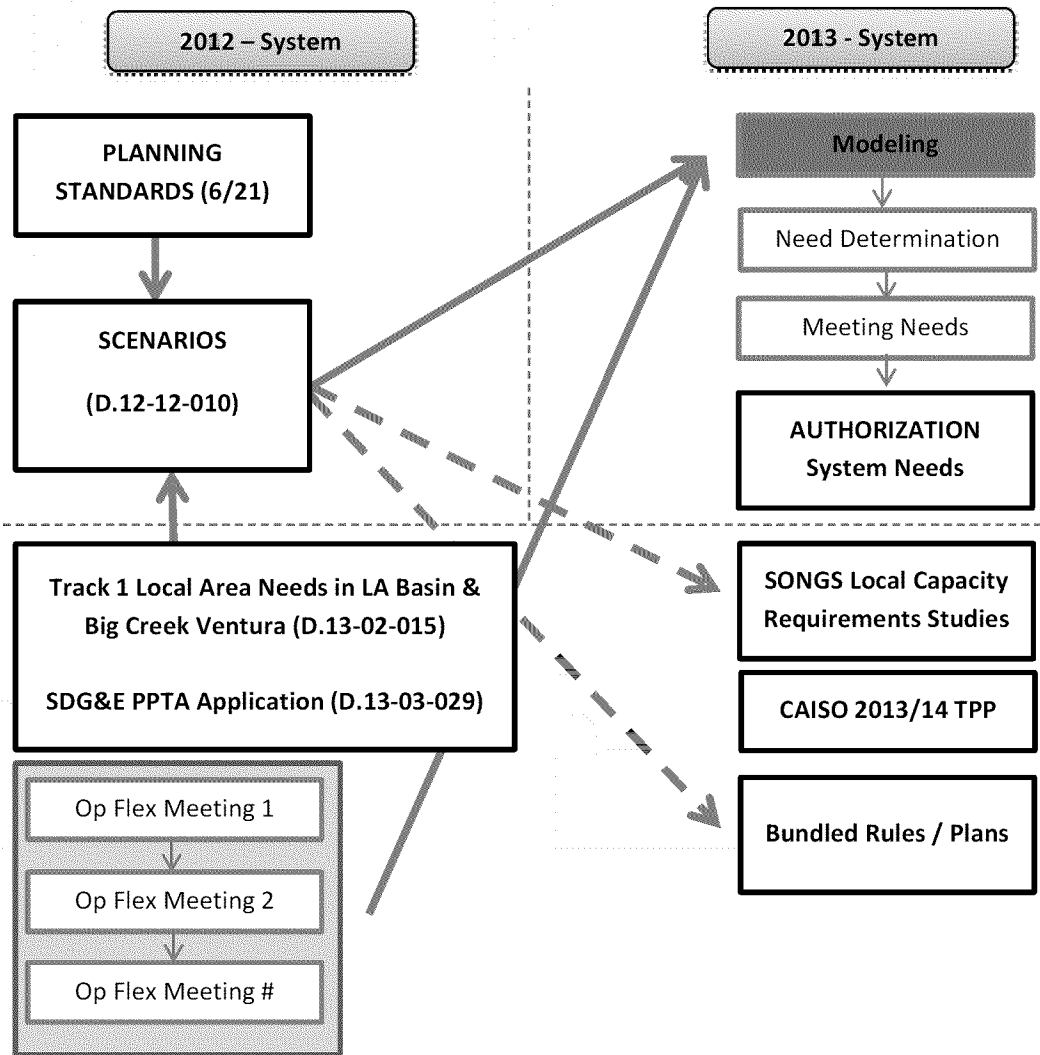 2012 – System
2013 - System
PLANNING
STANDARDS (6/21)
SCENARIOS
(D.12-12-010)
Modeling
Need Determination
Meeting Needs
AUTHORIZATION
System Needs
Track 1 Local Area Needs in LA Basin &
Big Creek Ventura (D.13-02-015)
SDG&E PPTA Application (D.13-03-029)
Op Flex Meeting 1
Op Flex Meeting 2
Op Flex Meeting #
SONGS Local Capacity
Requirements Studies
CAISO 2013/14 TPP
Bundled Rules / Plans